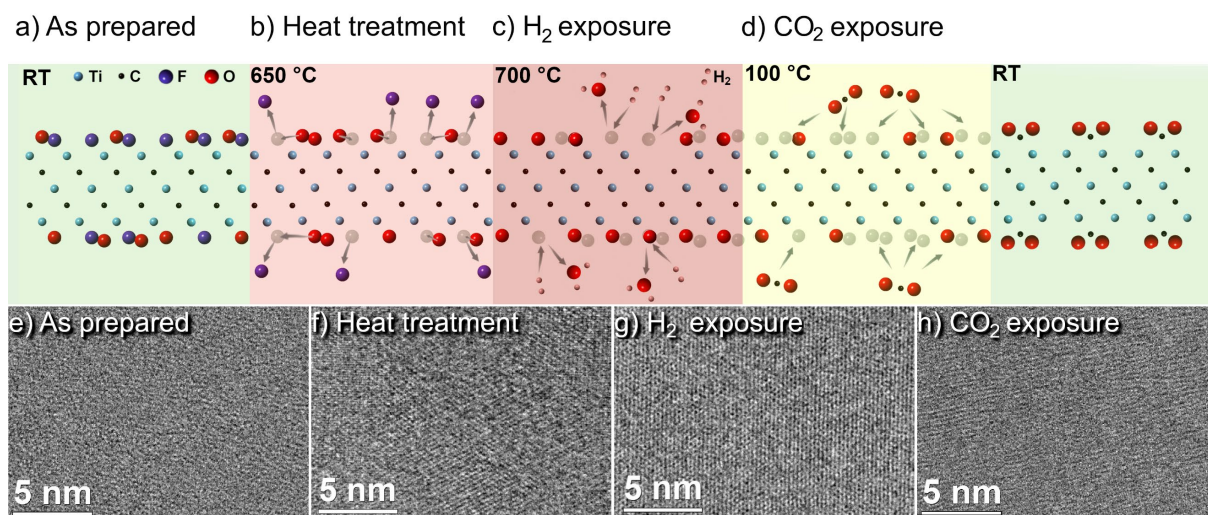 a) As prepared
b) Heat treatment
c) H₂ exposure
d) CO₂ exposure
RT Ti C F O
650 °C
700 °C H₂
100 °C
RT
e) As prepared
f) Heat treatment
g) H₂ exposure
h) CO₂ exposure
5 nm
5 nm
5 nm
5 nm